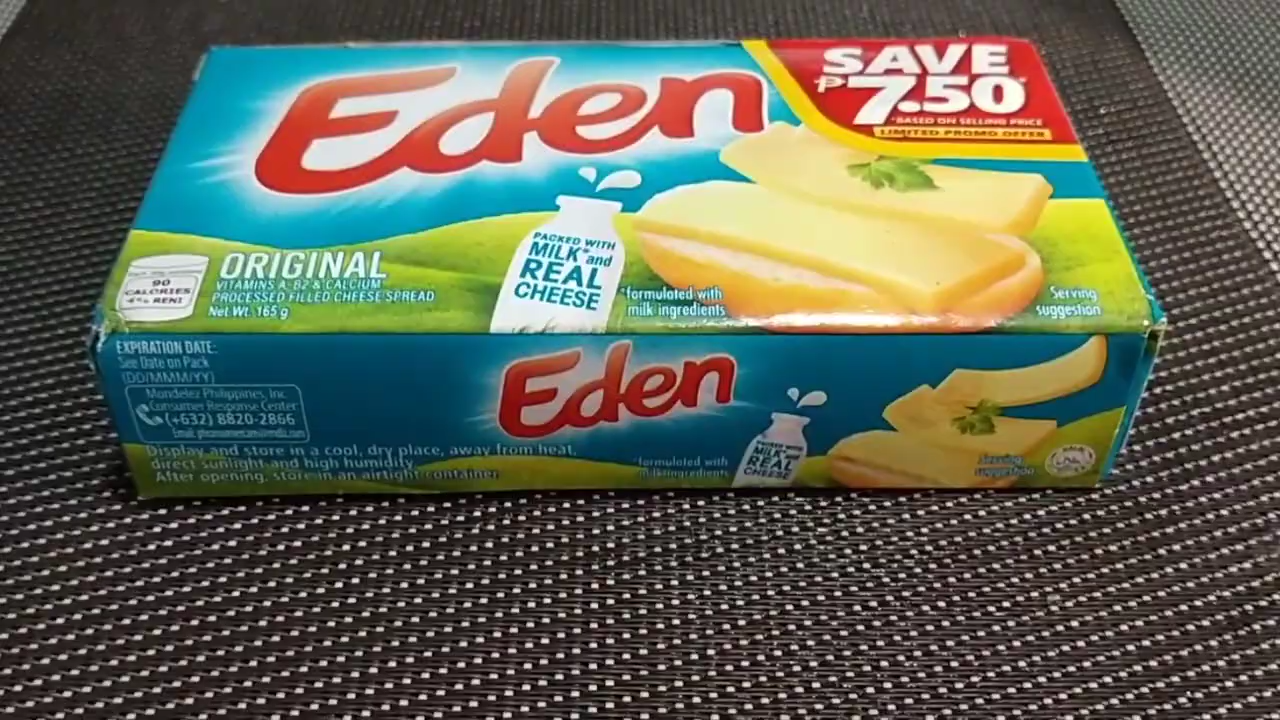 Eden
SAVE
₱7.50*
*BASED ON SELLING PRICE
LIMITED PROMO OFFER
PACKED WITH
MILK* and
REAL
CHEESE
90
CALORIES
4% RENI
ORIGINAL
VITAMINS A, B2 & CALCIUM
PROCESSED FILLED CHEESE SPREAD
Net Wt. 165 g
*formulated with
milk ingredients
Serving
suggestion
EXPIRATION DATE:
See Date on Pack
(DD/MMM/YY)
Mondelez Philippines, Inc.
Consumer Response Center
(+632) 8820-2866
Email:
Display and store in a cool, dry place, away from heat,
direct sunlight and high humidity.
After opening, store in an airtight container
Eden
PACKED WITH
MILK* and
REAL
CHEESE
*formulated with
milk ingredients
Serving
suggestion